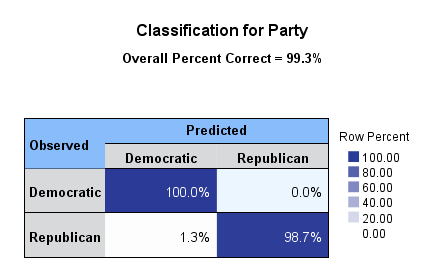 Classification for Party
Overall Percent Correct = 99.3%
Observed
Predicted
Democratic Republican
Democratic 100.0% 0.0%
Republican 1.3% 98.7%
Row Percent
100.00
80.00
60.00
40.00
20.00
0.00